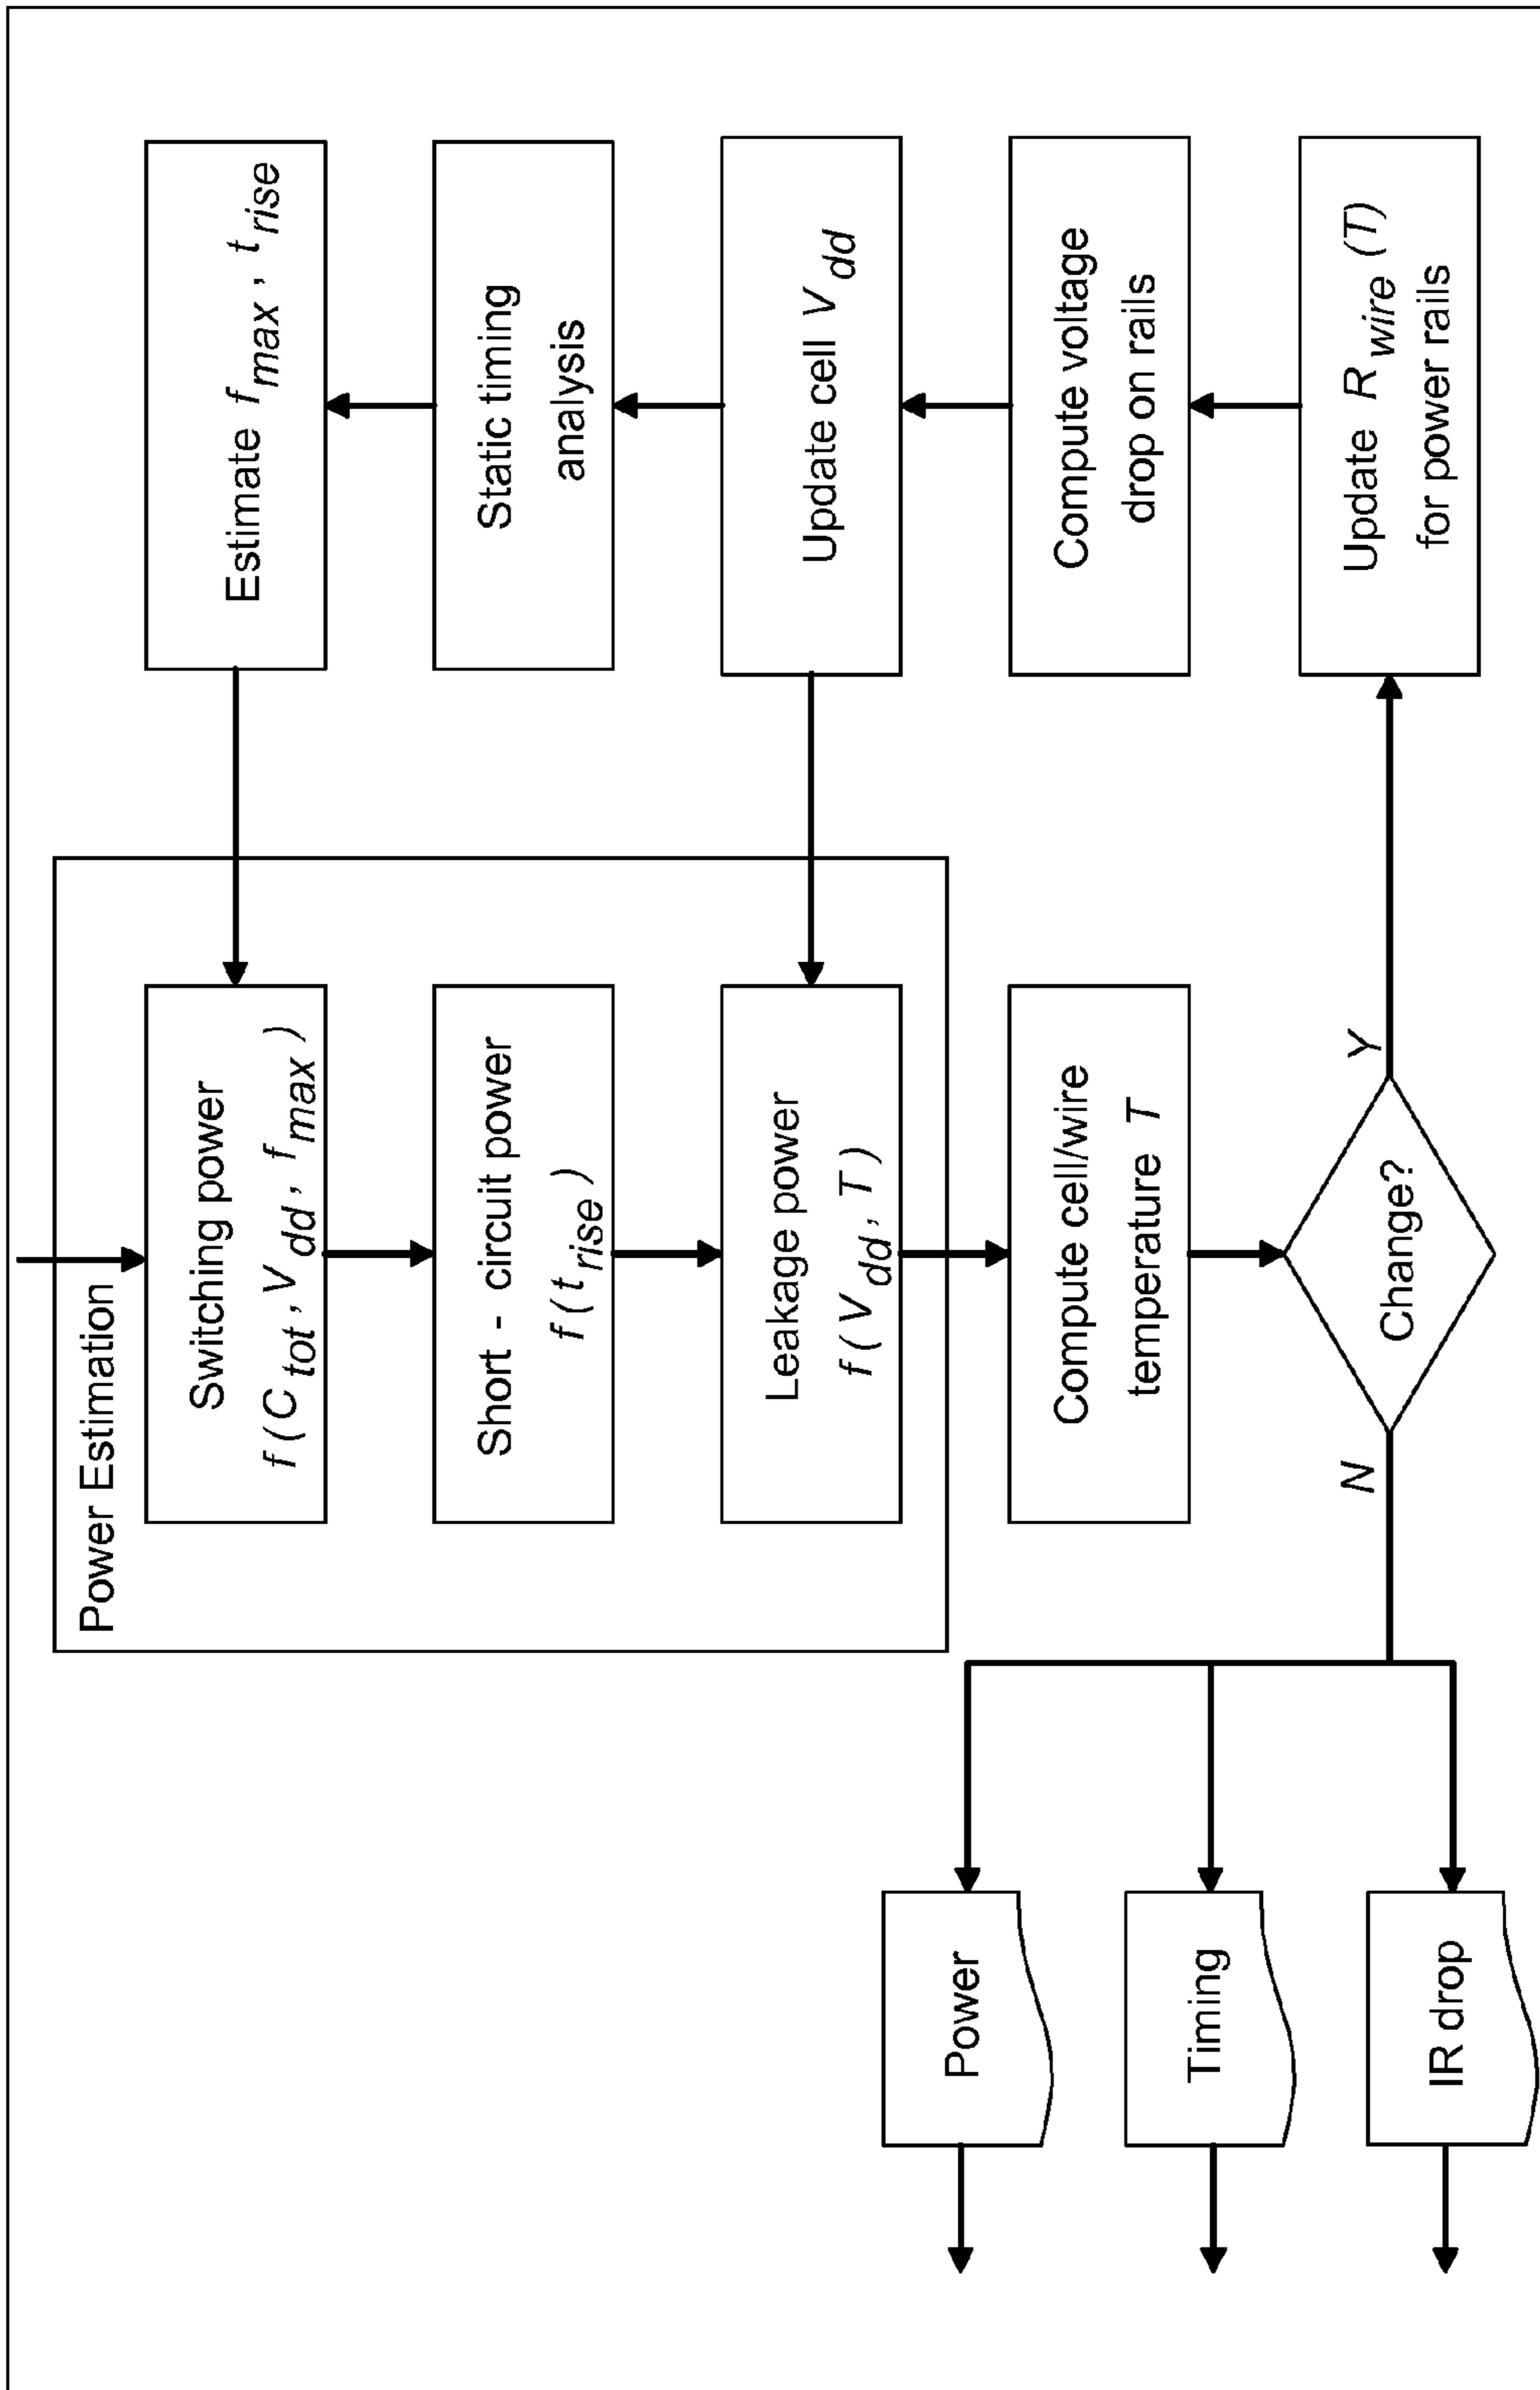 Power Estimation
Switching power
f ( C tot , V dd , f max )
Short - circuit power
f ( t rise )
Leakage power
f ( V dd , T )
Compute cell/wire
temperature T
Change?
N
Y
Estimate f max , t rise
Static timing
analysis
Update cell V dd
Compute voltage
drop on rails
Update R wire (T)
for power rails
Power
Timing
IR drop